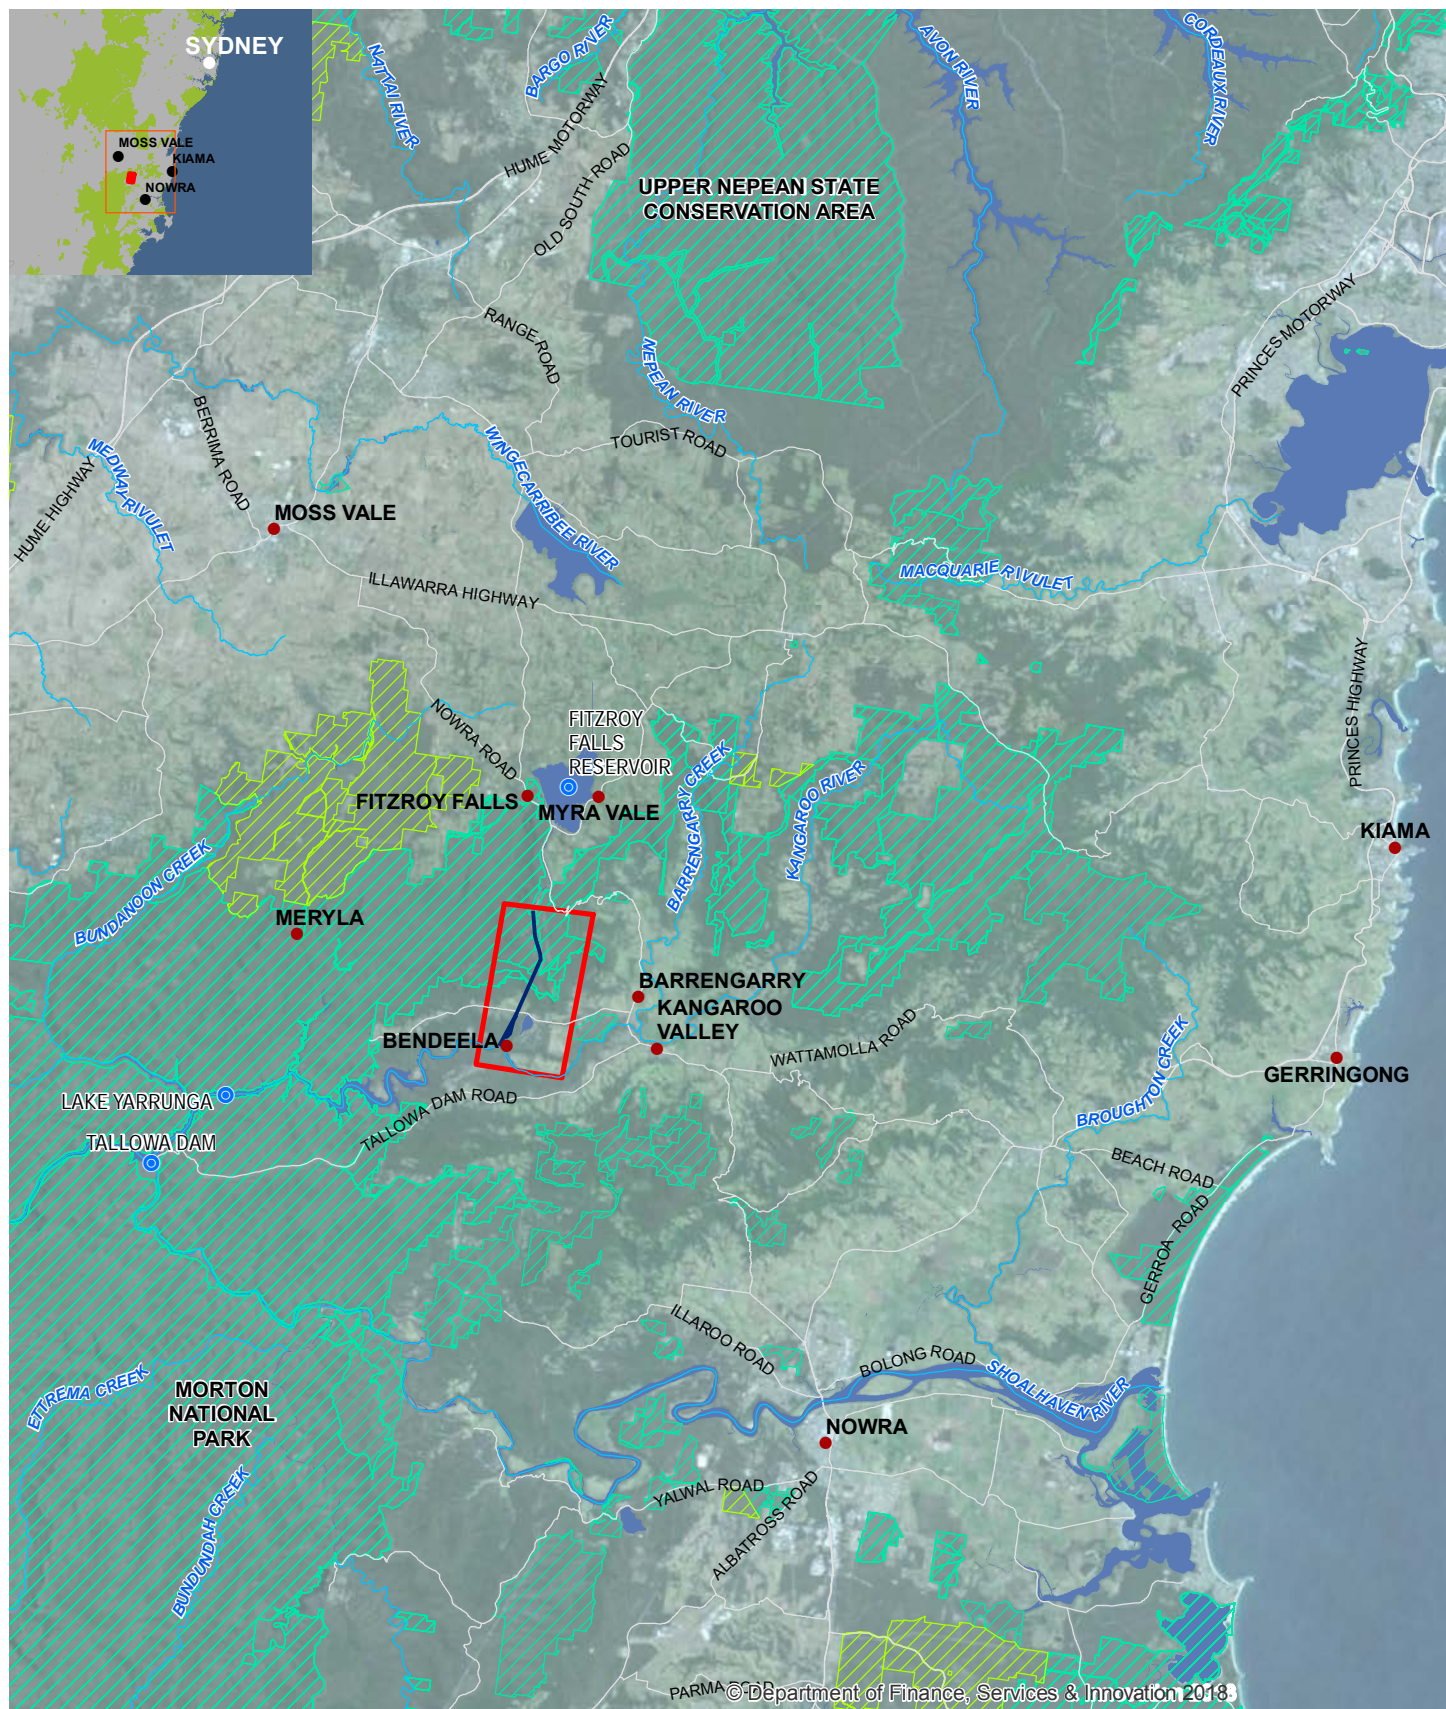 SYDNEY
MOSS VALE
KIAMA
NOWRA
NATTAI RIVER
BARGO RIVER
HUME MOTORWAY
OLD SOUTH ROAD
AVON RIVER
CORDEAUX RIVER
UPPER NEPEAN STATE
CONSERVATION AREA
RANGE ROAD
NEPEAN RIVER
PRINCES MOTORWAY
BERRIMA ROAD
MEDWAY RIVULET
HUME HIGHWAY
WINGECARRIBEE RIVER
TOURIST ROAD
MOSS VALE
ILLAWARRA HIGHWAY
MACQUARIE RIVULET
PRINCES HIGHWAY
NOWRA ROAD
FITZROY
FALLS
RESERVOIR
FITZROY FALLS
MYRA VALE
BARRENGARRY CREEK
KANGAROO RIVER
KIAMA
BUNDANOON CREEK
MERYLA
BARRENGARRY
KANGAROO
VALLEY
BENDEELA
WATTAMOLLA ROAD
BROUGHTON CREEK
GERRINGONG
LAKE YARRUNGA
TALLOWA DAM ROAD
TALLOWA DAM
BEACH ROAD
GERROA ROAD
ILLAROO ROAD
BOLONG ROAD
SHOALHAVEN RIVER
ETTREMA CREEK
MORTON
NATIONAL
PARK
NOWRA
YALWAL ROAD
ALBATROSS ROAD
BUNDUNDAH CREEK
PARMA ROAD
© Department of Finance, Services & Innovation 2018